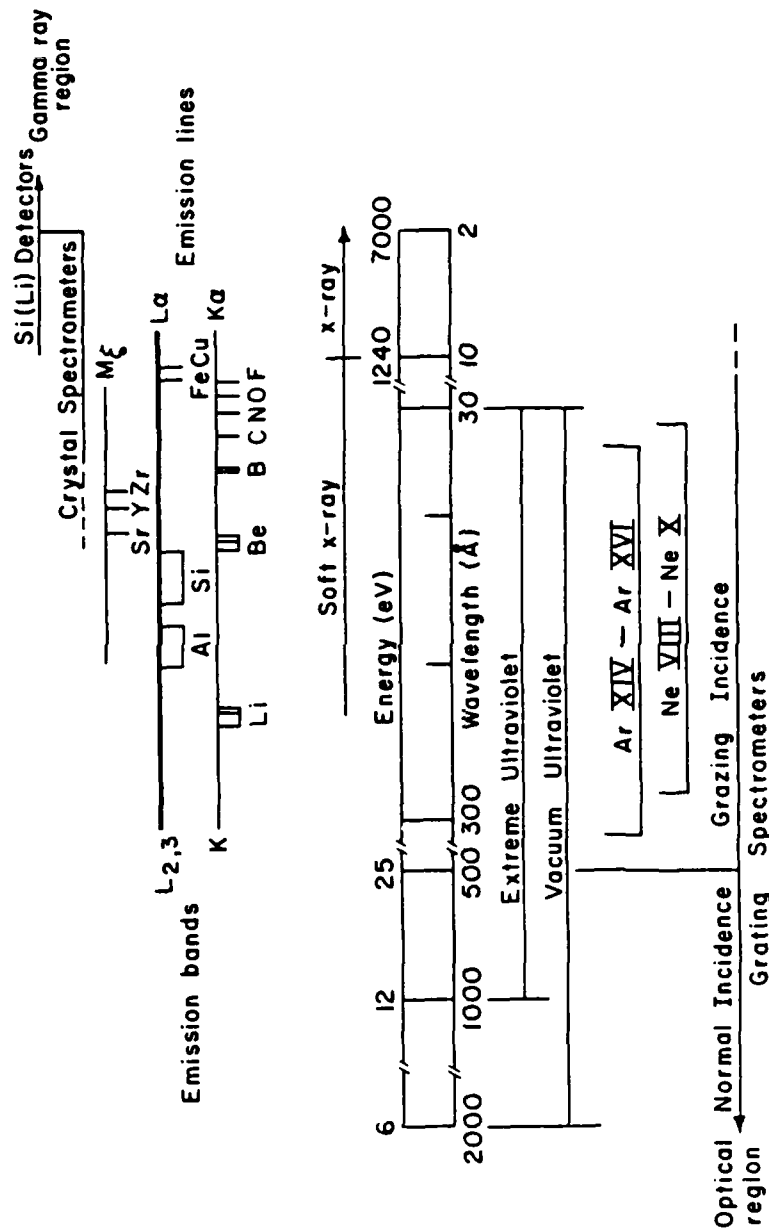 Si(Li) Detectors
Gamma ray
region
Crystal Spectrometers
Mξ
Sr Y Zr
Emission bands
Emission lines
L2,3
Lα
Al Si Fe Cu
K
Kα
Li Be B C N O F
Soft x-ray
x-ray
6 12 25 1240 7000
Energy (eV)
Wavelength (Å)
2000 1000 500 300 30 10 2
Extreme Ultraviolet
Vacuum Ultraviolet
Ar XIV — Ar XVI
Ne VIII — Ne X
Optical
region
Normal Incidence
Grazing Incidence
Grating Spectrometers